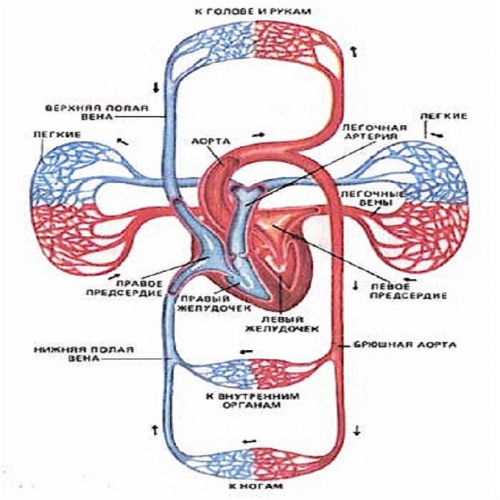 К ГОЛОВЕ И РУКАМ
ВЕРХНЯЯ ПОЛАЯ
ВЕНА
ЛЕГКИЕ
АОРТА
ЛЕГОЧНАЯ
АРТЕРИЯ
ЛЕГКИЕ
ЛЕГОЧНЫЕ
ВЕНЫ
ПРАВОЕ
ПРЕДСЕРДИЕ
ПРАВЫЙ
ЖЕЛУДОЧЕК
ЛЕВЫЙ
ЖЕЛУДОЧЕК
ЛЕВОЕ
ПРЕДСЕРДИЕ
НИЖНЯЯ ПОЛАЯ
ВЕНА
БРЮШНАЯ АОРТА
К ВНУТРЕННИМ
ОРГАНАМ
К НОГАМ